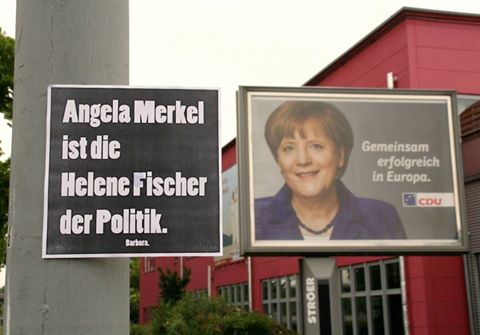 Angela Merkel
ist die
Helene Fischer
der Politik.
Barbara.
Gemeinsam
erfolgreich
in Europa.
CDU
STRÖER